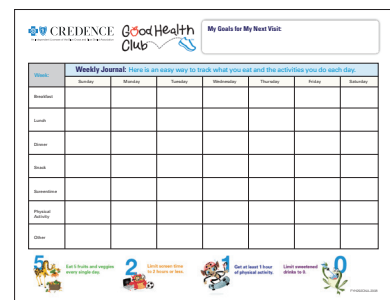 CREDENCE
Good Health
Club
My Goals for My Next Visit:
Week:
Weekly Journal: Here is an easy way to track what you eat and the activities you do each day.
Sunday Monday Tuesday Wednesday Thursday Friday Saturday
Breakfast
Lunch
Dinner
Snack
Screentime
Physical
Activity
Other
5 Eat 5 fruits and veggies
every single day.
2 Limit screen time
to 2 hours or less.
1 Get at least 1 hour
of physical activity.
Limit sweetened
drinks to 0. 0